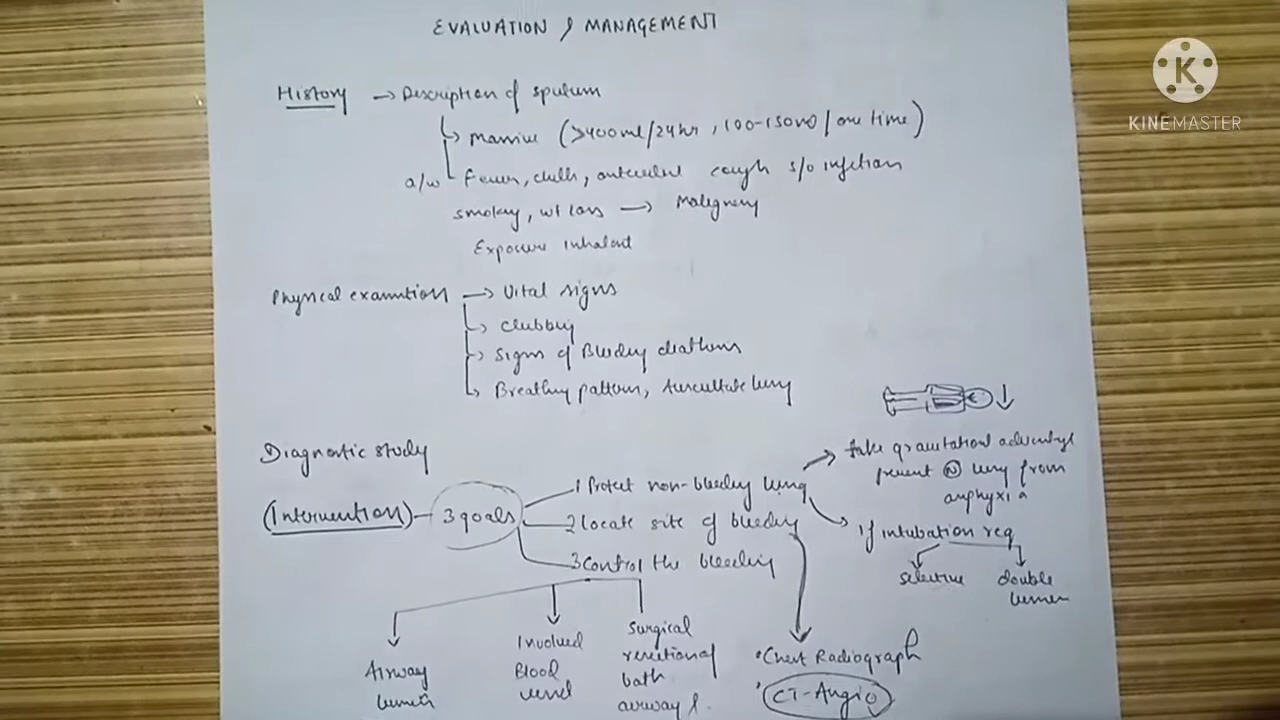 EVALUATION & MANAGEMENT
KINEMASTER
History → Description of sputum
→ Massive (>400ml/24hr, 100-150ml/one time)
a/w Fever, chills, antecedent cough s/o infection
smoking, wt loss → Malignancy
Exposure inhalant
Physical examination → Vital signs
→ Clubbing
→ Signs of Bleeding diathesis
→ Breathing pattern, Auscultate lung
Diagnostic study
(Intervention) - 3 goals
1 Protect non-bleeding lung
2 Locate site of bleeding
3 Control the bleeding
→ take gravitational advantage
prevent Ⓝ lung from
asphyxia
→ if intubation req
selective
double
lumen
Airway
lumen
Involved
Blood
vessel
Surgical
resection of
both
airway &
• Chest Radiograph
• CT-Angio